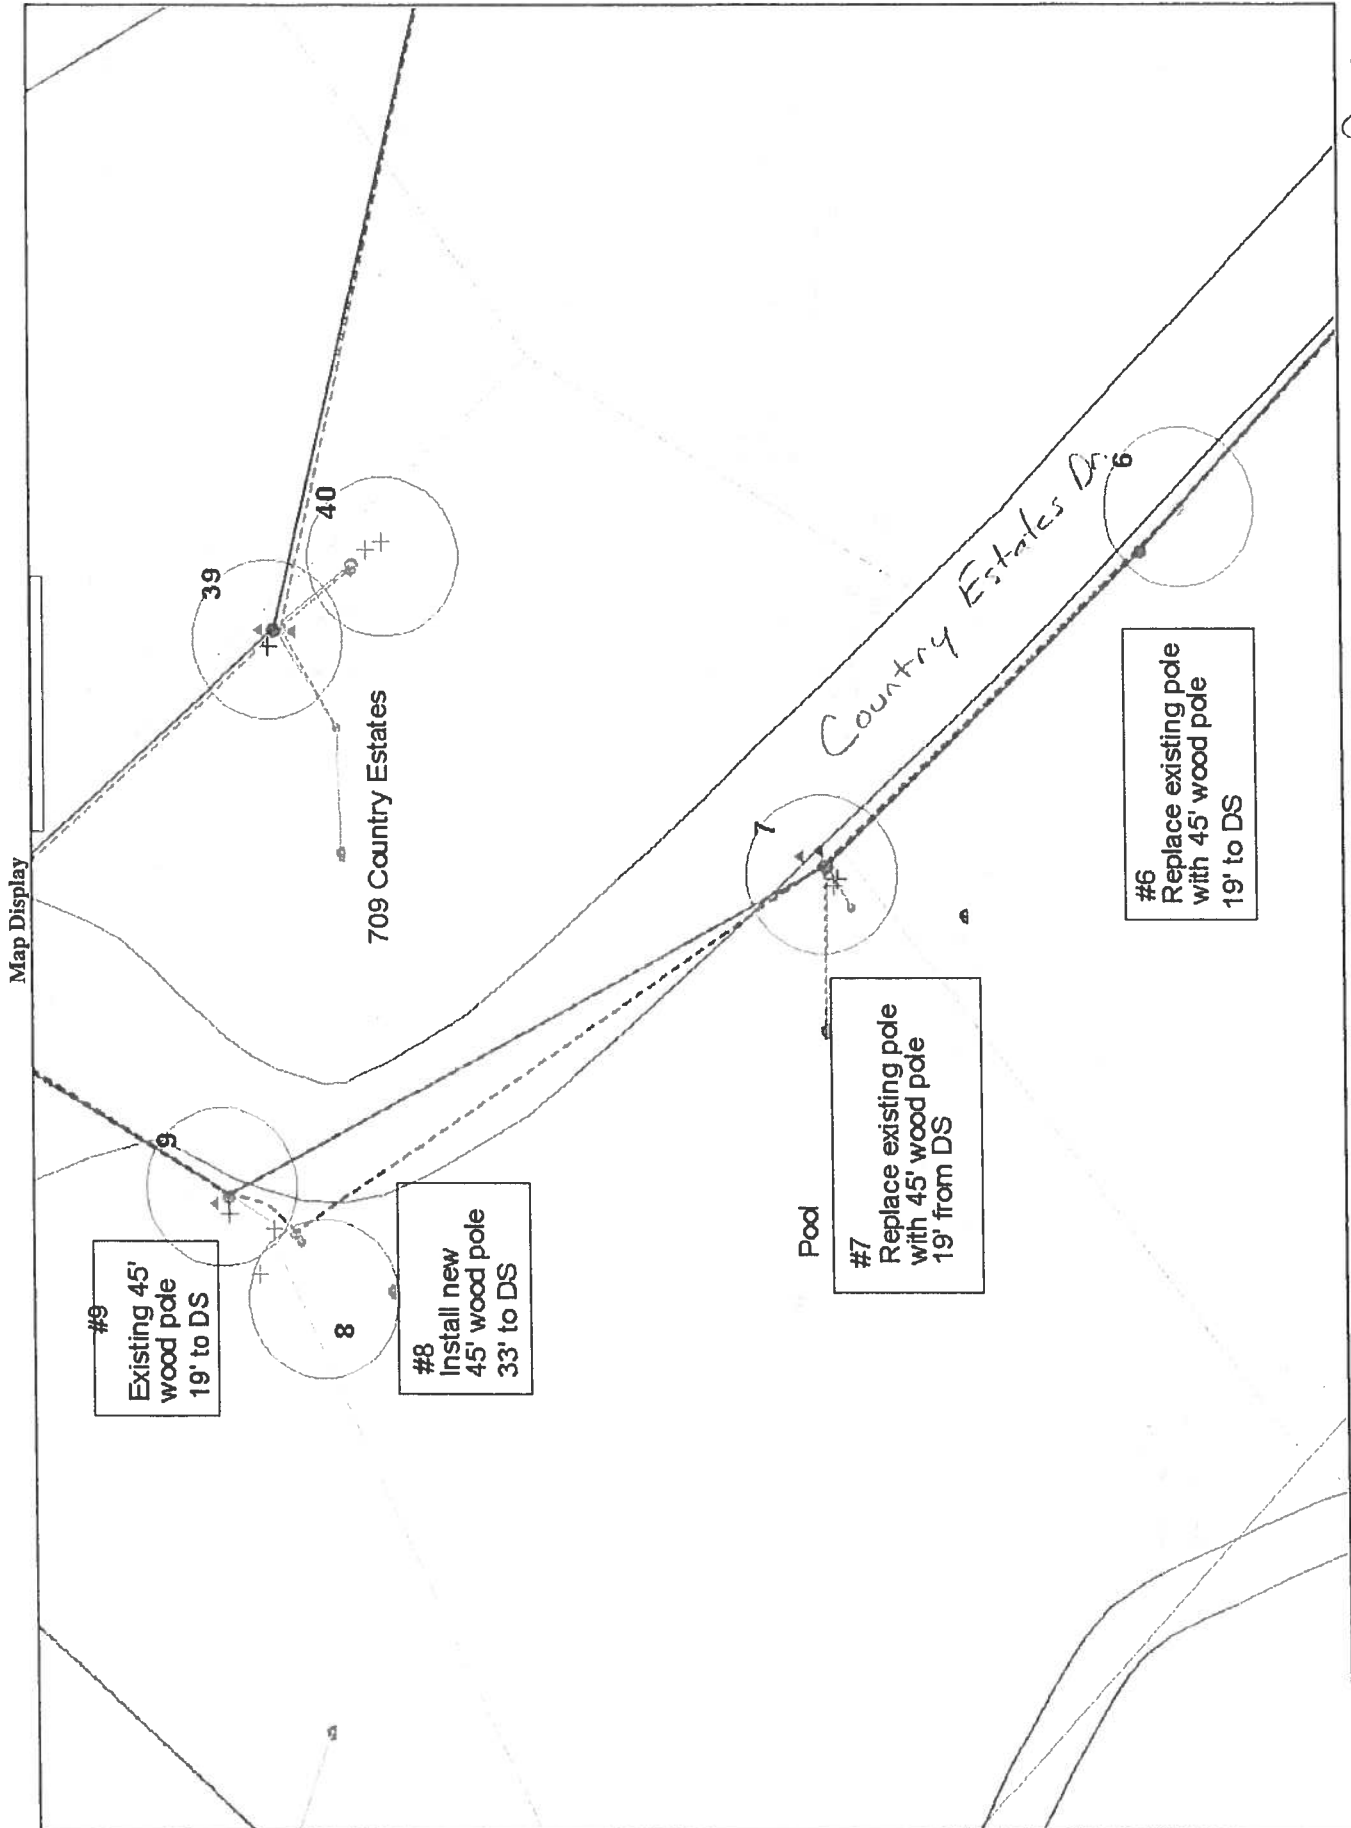 Map Display
39
40
709 Country Estates
9
#9
Existing 45'
wood pole
19' to DS
8
#8
Install new
45' wood pole
33' to DS
7
Country Estates Dr.
6
Pool
#7
Replace existing pole
with 45' wood pole
19' from DS
#6
Replace existing pole
with 45' wood pole
19' to DS